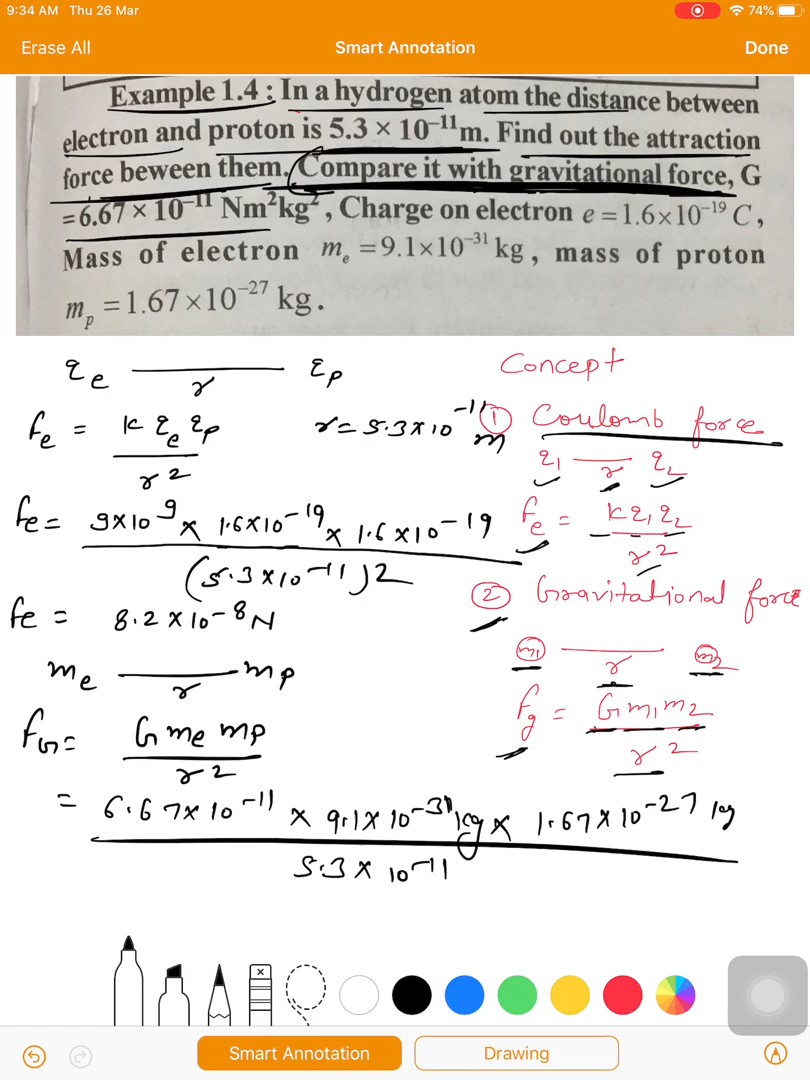 9:34 AM Thu 26 Mar
74%
Erase All
Smart Annotation
Done
Example 1.4 : In a hydrogen atom the distance between
electron and proton is 5.3 × 10⁻¹¹m. Find out the attraction
force beween them. Compare it with gravitational force, G
=6.67 × 10⁻¹¹ Nm²kg², Charge on electron e = 1.6×10⁻¹⁹ C,
Mass of electron mₑ =9.1×10⁻³¹ kg, mass of proton
mₚ =1.67×10⁻²⁷ kg.
qₑ r qₚ
Fₑ = k qₑ qₚ / r²
r = 5.3×10⁻¹¹ m
Fₑ = 9×10⁹ × 1.6×10⁻¹⁹ × 1.6×10⁻¹⁹ / (5.3×10⁻¹¹)2
Fe = 8.2×10⁻⁸ N
mₑ r mₚ
F_G = G mₑ mₚ / r²
= 6.67×10⁻¹¹ × 9.1×10⁻³¹ kg × 1.67×10⁻²⁷ kg / 5.3×10⁻¹¹
Concept
① Coulomb force
q₁ r q₂
Fₑ = k q₁ q₂ / r²
② Gravitational force
m₁ r m₂
F_g = G m₁ m₂ / r²
Smart Annotation
Drawing